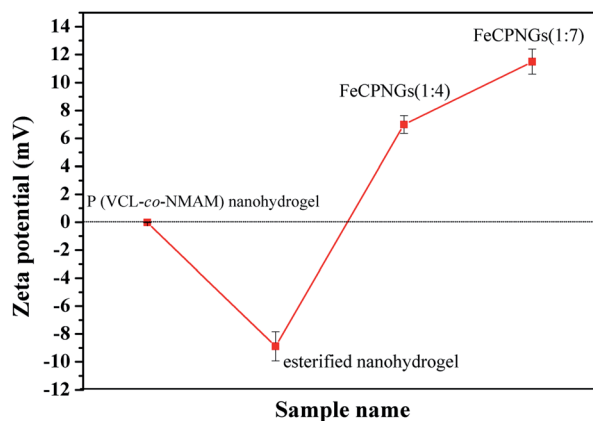 14
12
10
8
6
4
2
0
-2
-4
-6
-8
-10
-12
Zeta potential (mV)
FeCPNGs(1:7)
FeCPNGs(1:4)
P (VCL-co-NMAM) nanohydrogel
esterified nanohydrogel
Sample name